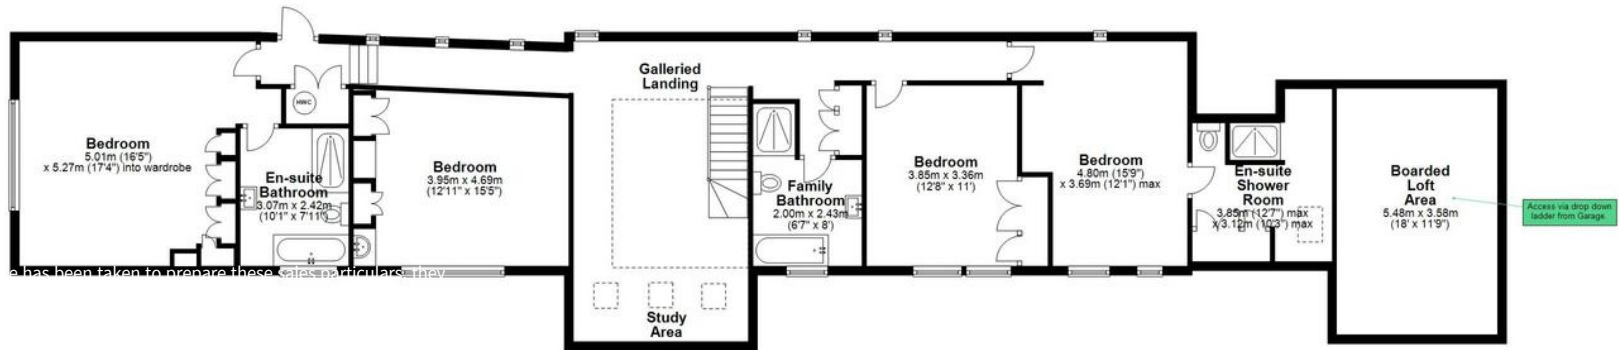 Bedroom
5.01m (16'5")
x 5.27m (17'4") into wardrobe
HWC
En-suite
Bathroom
3.07m x 2.42m
(10'1" x 7'11")
Bedroom
3.95m x 4.69m
(12'11" x 15'5")
Galleried
Landing
Study
Area
Family
Bathroom
2.00m x 2.43m
(6'7" x 8')
Bedroom
3.85m x 3.36m
(12'8" x 11')
Bedroom
4.80m (15'9")
x 3.69m (12'1") max
En-suite
Shower
Room
3.85m (12'7") max
x 3.12m (10'3") max
Boarded
Loft
Area
5.48m x 3.58m
(18' x 11'9")
Access via drop down
ladder from Garage.
e has been taken to prepare these sales particulars, they